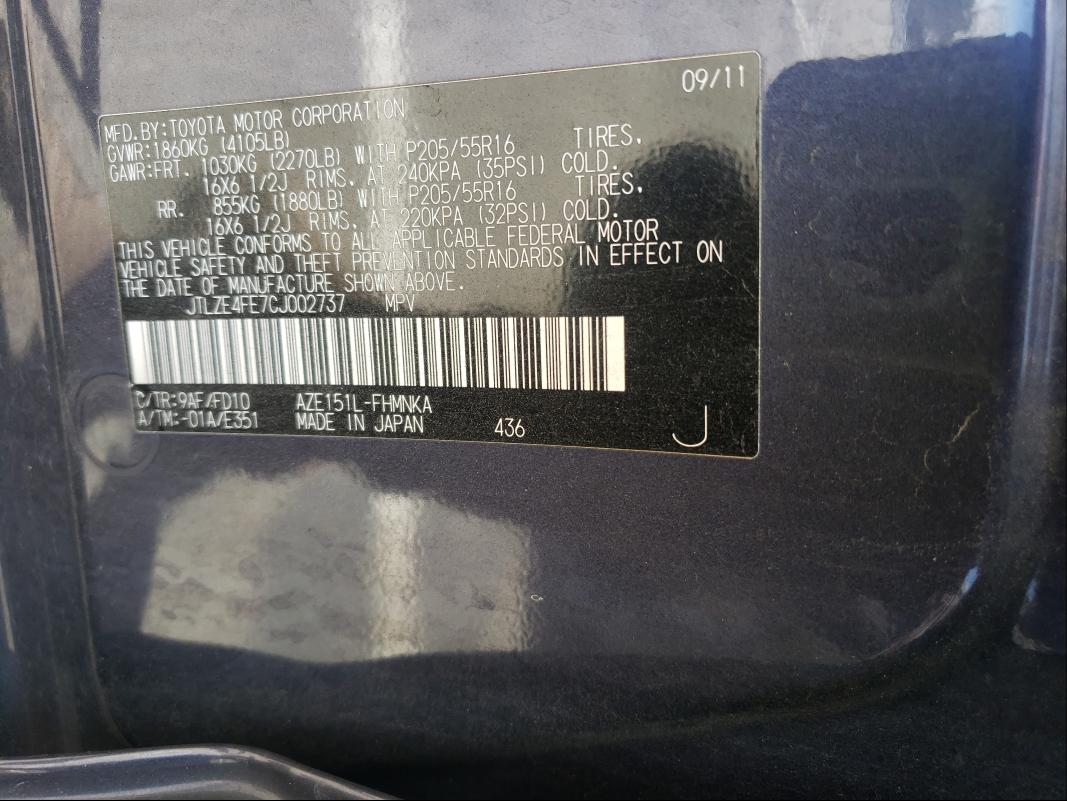 09/11
MFD.BY:TOYOTA MOTOR CORPORATION
GVWR:1860KG (4105LB)
GAWR:FRT. 1030KG (2270LB) WITH P205/55R16 TIRES.
16X6 1/2J RIMS. AT 240KPA (35PSI) COLD.
RR. 855KG (1880LB) WITH P205/55R16 TIRES.
16X6 1/2J RIMS. AT 220KPA (32PSI) COLD.
THIS VEHICLE CONFORMS TO ALL APPLICABLE FEDERAL MOTOR
VEHICLE SAFETY AND THEFT PREVENTION STANDARDS IN EFFECT ON
THE DATE OF MANUFACTURE SHOWN ABOVE.
JTLZE4FE7CJ002737 MPV
C/TR:9AF/FD10 AZE151L-FHMNKA
A/TM:-01A/E351 MADE IN JAPAN 436 J